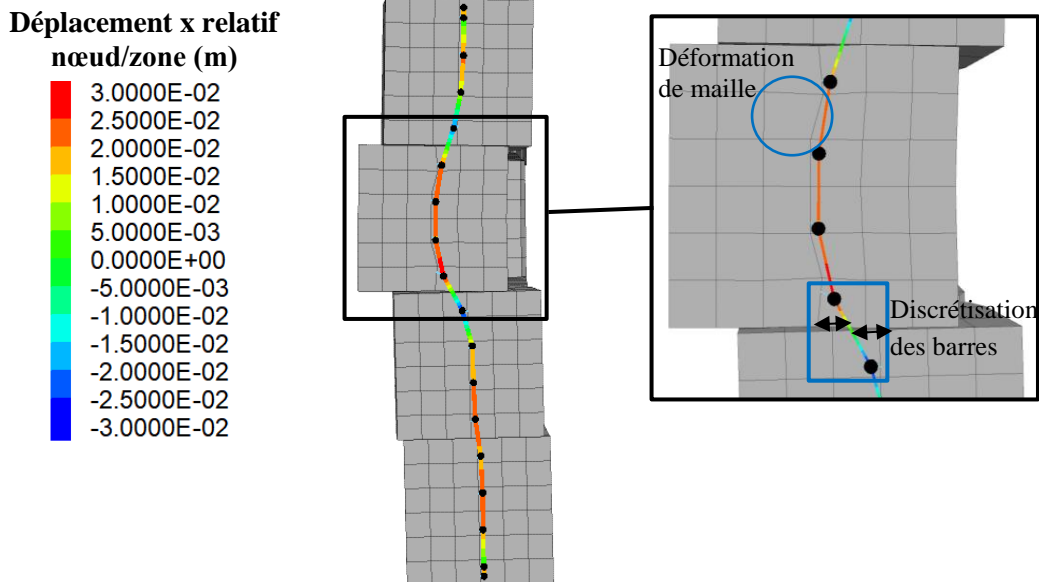 Déplacement x relatif
nœud/zone (m)
3.0000E-02
2.5000E-02
2.0000E-02
1.5000E-02
1.0000E-02
5.0000E-03
0.0000E+00
-5.0000E-03
-1.0000E-02
-1.5000E-02
-2.0000E-02
-2.5000E-02
-3.0000E-02
Déformation
de maille
Discrétisation
des barres